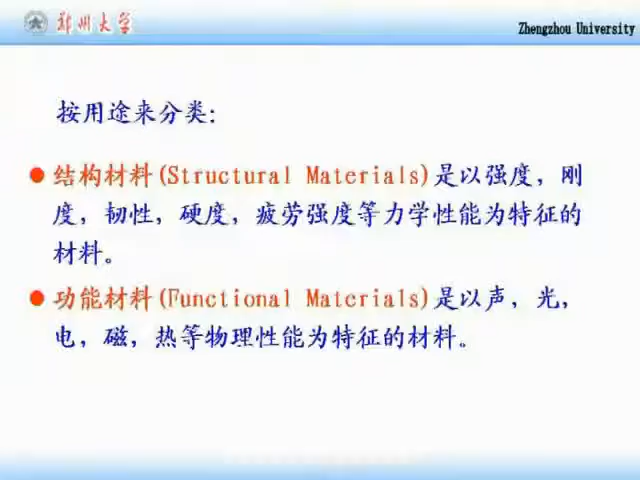 郑州大学
Zhengzhou University
按用途来分类：
结构材料(Structural Materials)是以强度，刚
度，韧性，硬度，疲劳强度等力学性能为特征的
材料。
功能材料(Functional Materials)是以声，光，
电，磁，热等物理性能为特征的材料。